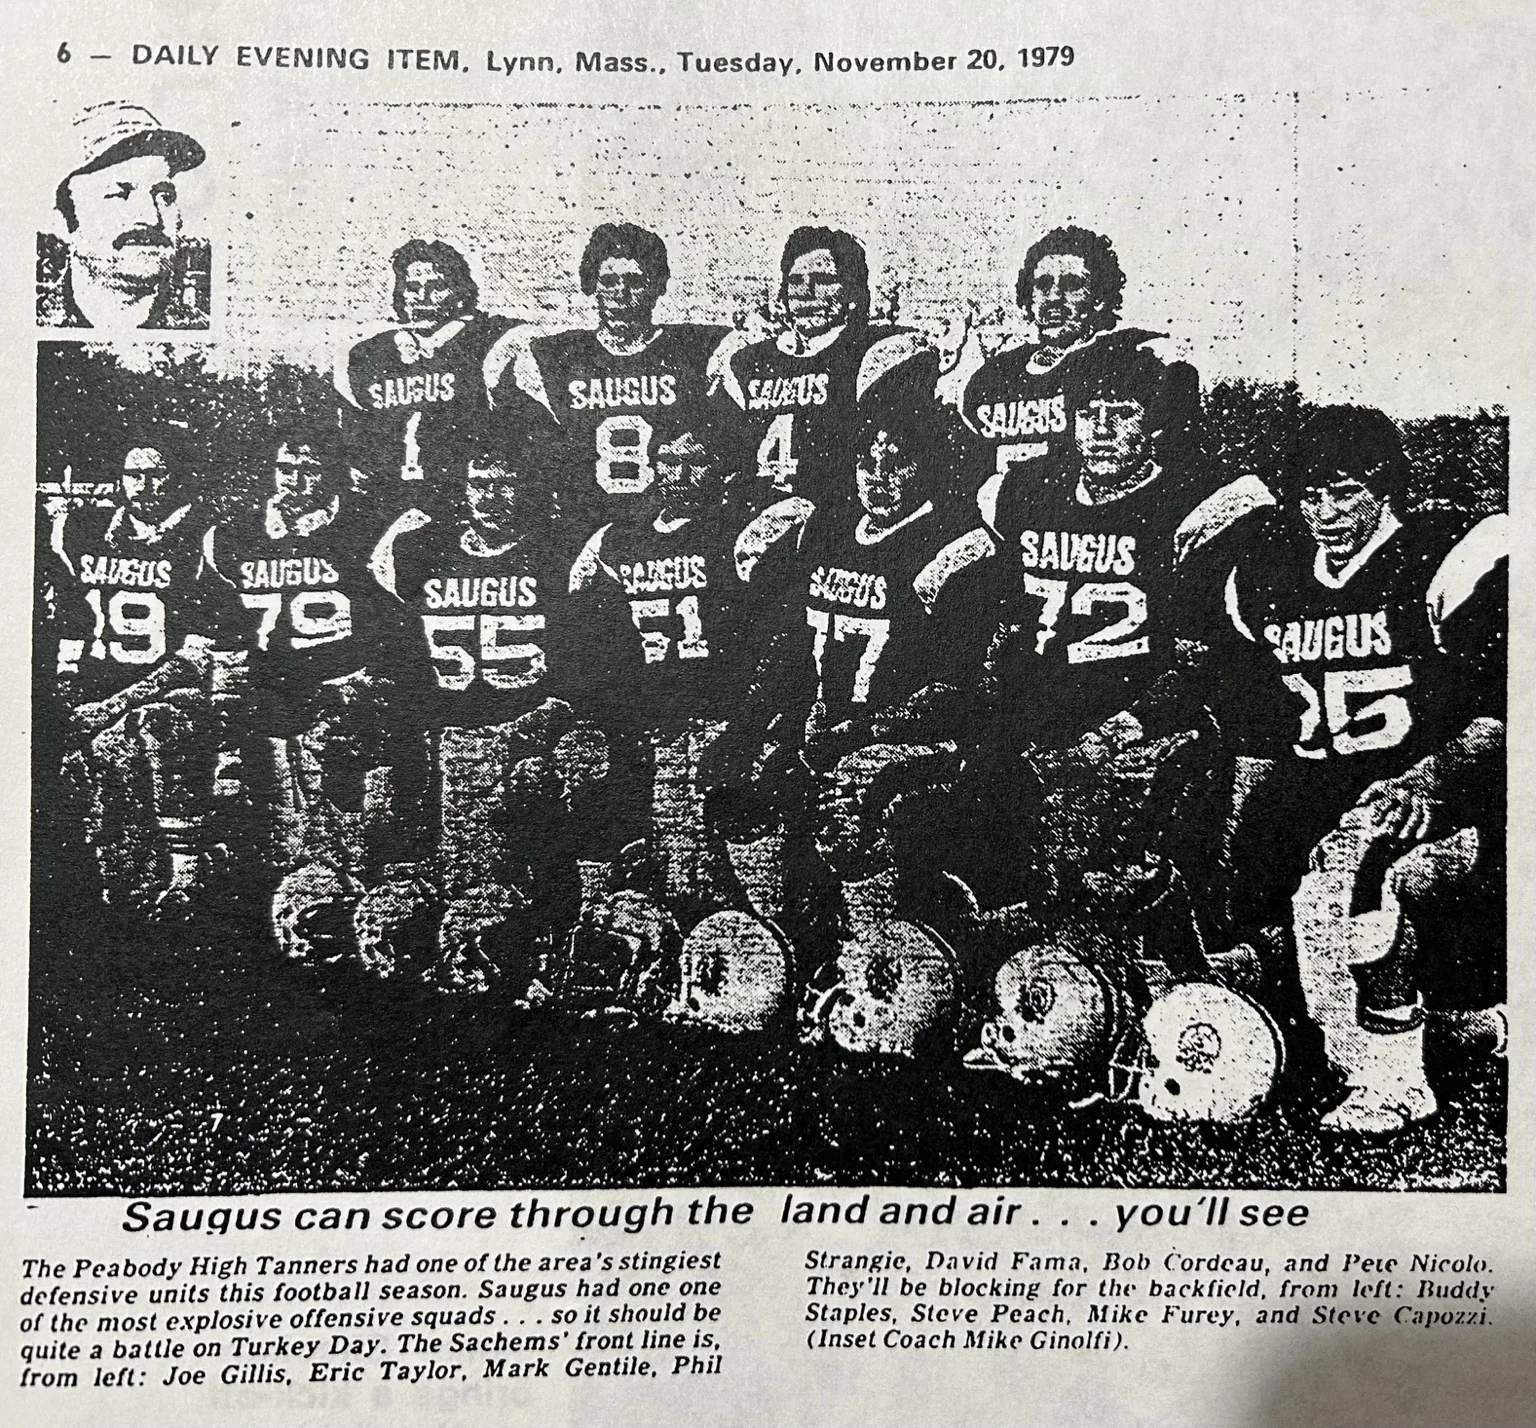 6 — DAILY EVENING ITEM, Lynn, Mass., Tuesday, November 20, 1979
SAUGUS SAUGUS SAUGUS SAUGUS
1 8 4
SAUGUS SAUGUS SAUGUS SAUGUS SAUGUS SAUGUS SAUGUS
19 79 55 51 77 72
Saugus can score through the land and air . . . you'll see
The Peabody High Tanners had one of the area's stingiest
defensive units this football season. Saugus had one one
of the most explosive offensive squads . . . so it should be
quite a battle on Turkey Day. The Sachems' front line is,
from left: Joe Gillis, Eric Taylor, Mark Gentile, Phil
Strangie, David Fama, Bob Cordeau, and Pete Nicolo.
They'll be blocking for the backfield, from left: Buddy
Staples, Steve Peach, Mike Furey, and Steve Capozzi.
(Inset Coach Mike Ginolfi).